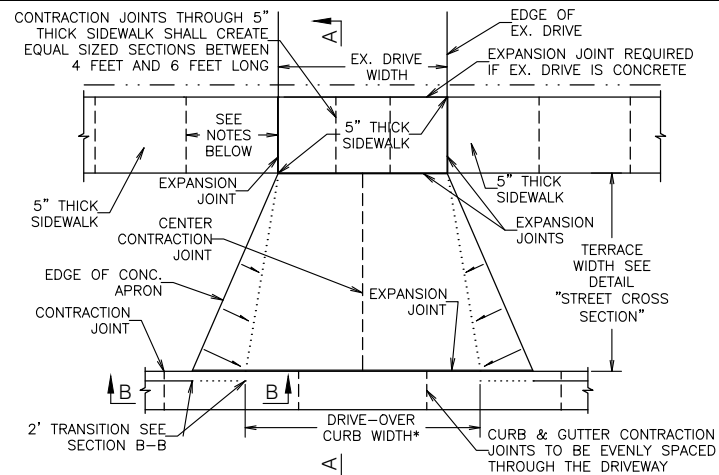 CONTRACTION JOINTS THROUGH 5"
THICK SIDEWALK SHALL CREATE
EQUAL SIZED SECTIONS BETWEEN
4 FEET AND 6 FEET LONG
A
EX. DRIVE
WIDTH
EDGE OF
EX. DRIVE
EXPANSION JOINT REQUIRED
IF EX. DRIVE IS CONCRETE
SEE
NOTES
BELOW
5" THICK
SIDEWALK
5" THICK
SIDEWALK
EXPANSION
JOINT
5" THICK
SIDEWALK
CENTER
CONTRACTION
JOINT
EXPANSION
JOINTS
EDGE OF CONC.
APRON
TERRACE
WIDTH SEE
DETAIL
"STREET CROSS
SECTION"
CONTRACTION
JOINT
EXPANSION
JOINT
B
B
2' TRANSITION SEE
SECTION B-B
DRIVE-OVER
CURB WIDTH*
CURB & GUTTER CONTRACTION
JOINTS TO BE EVENLY SPACED
THROUGH THE DRIVEWAY
A